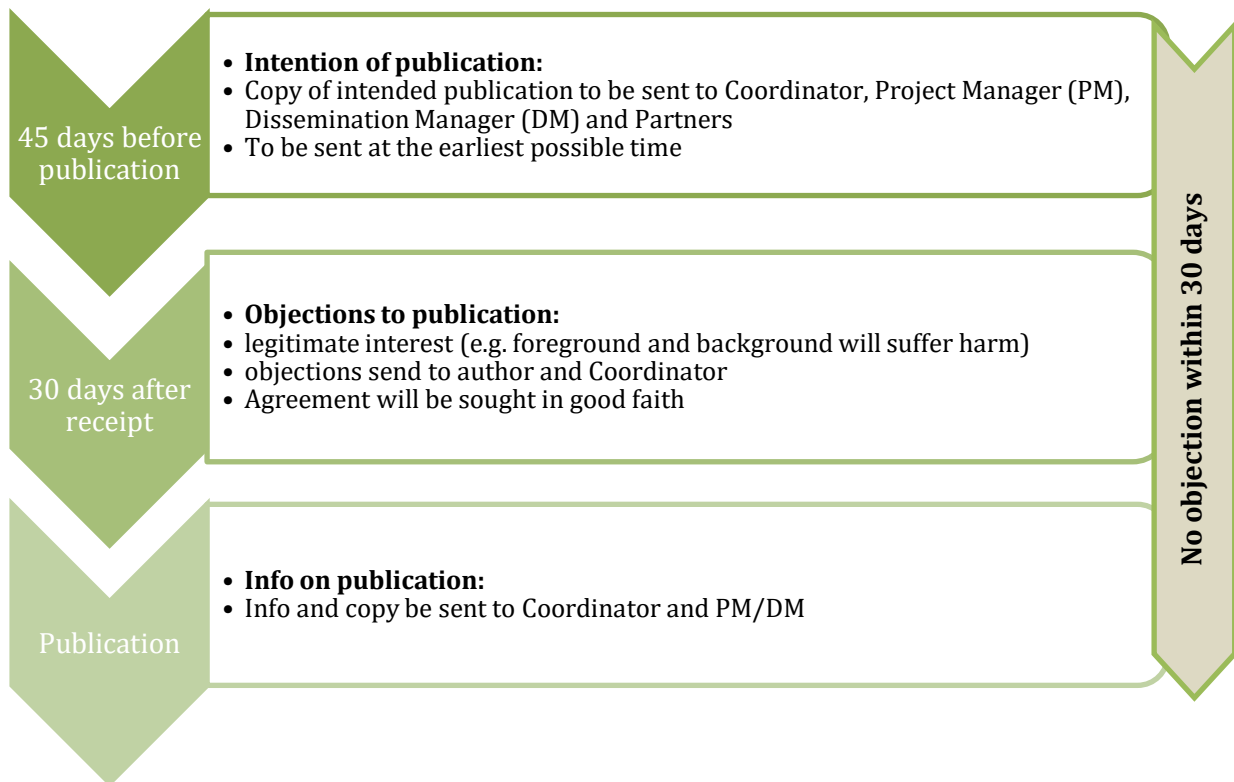 45 days before
publication
• Intention of publication:
• Copy of intended publication to be sent to Coordinator, Project Manager (PM),
Dissemination Manager (DM) and Partners
• To be sent at the earliest possible time
30 days after
receipt
• Objections to publication:
• legitimate interest (e.g. foreground and background will suffer harm)
• objections send to author and Coordinator
• Agreement will be sought in good faith
Publication
• Info on publication:
• Info and copy be sent to Coordinator and PM/DM
No objection within 30 days